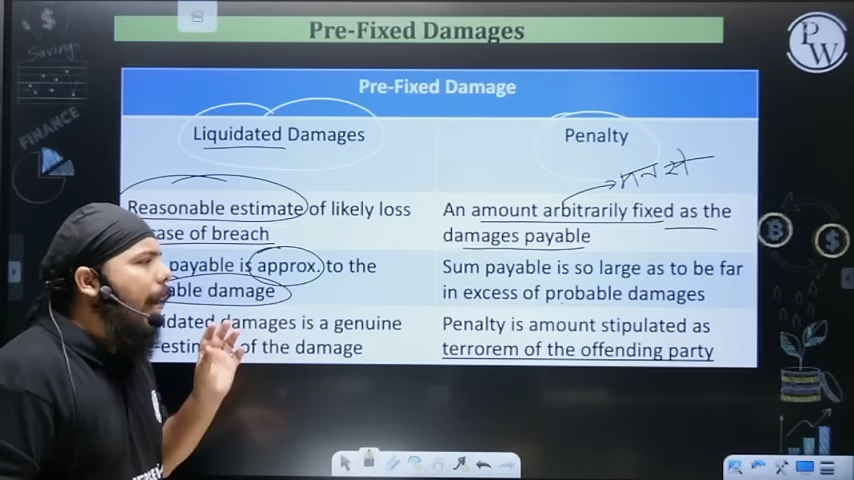 Pre-Fixed Damages
PW
Savings
FINANCE
Pre-Fixed Damage
Liquidated Damages
Penalty
Reasonable estimate of likely loss
case of breach
An amount arbitrarily fixed as the
damages payable
payable is approx. to the
damage
Sum payable is so large as to be far
in excess of probable damages
damages is a genuine
of the damage
Penalty is amount stipulated as
terrorem of the offending party